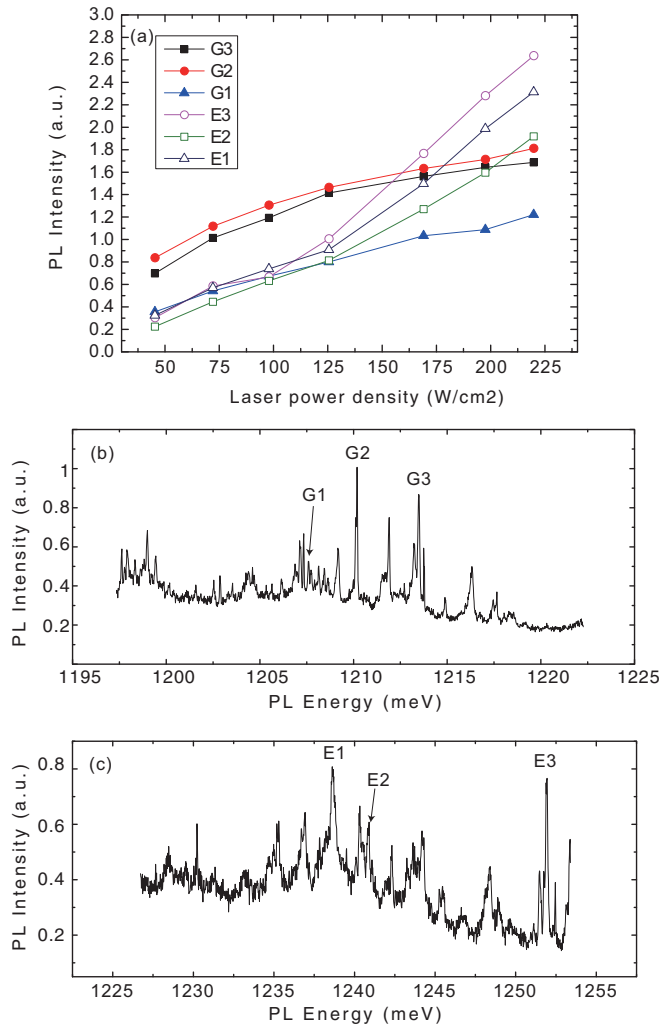 (a)
G3
G2
G1
E3
E2
E1
3.0
2.8
2.6
2.4
2.2
2.0
1.8
1.6
1.4
1.2
1.0
0.8
0.6
0.4
0.2
0.0
PL Intensity (a.u.)
50 75 100 125 150 175 200 225
Laser power density (W/cm2)
(b)
G1
G2
G3
1
0.8
0.6
0.4
0.2
PL Intensity (a.u.)
1195 1200 1205 1210 1215 1220 1225
PL Energy (meV)
(c)
E1
E2
E3
0.8
0.6
0.4
0.2
PL Intensity (a.u.)
1225 1230 1235 1240 1245 1250 1255
PL Energy (meV)